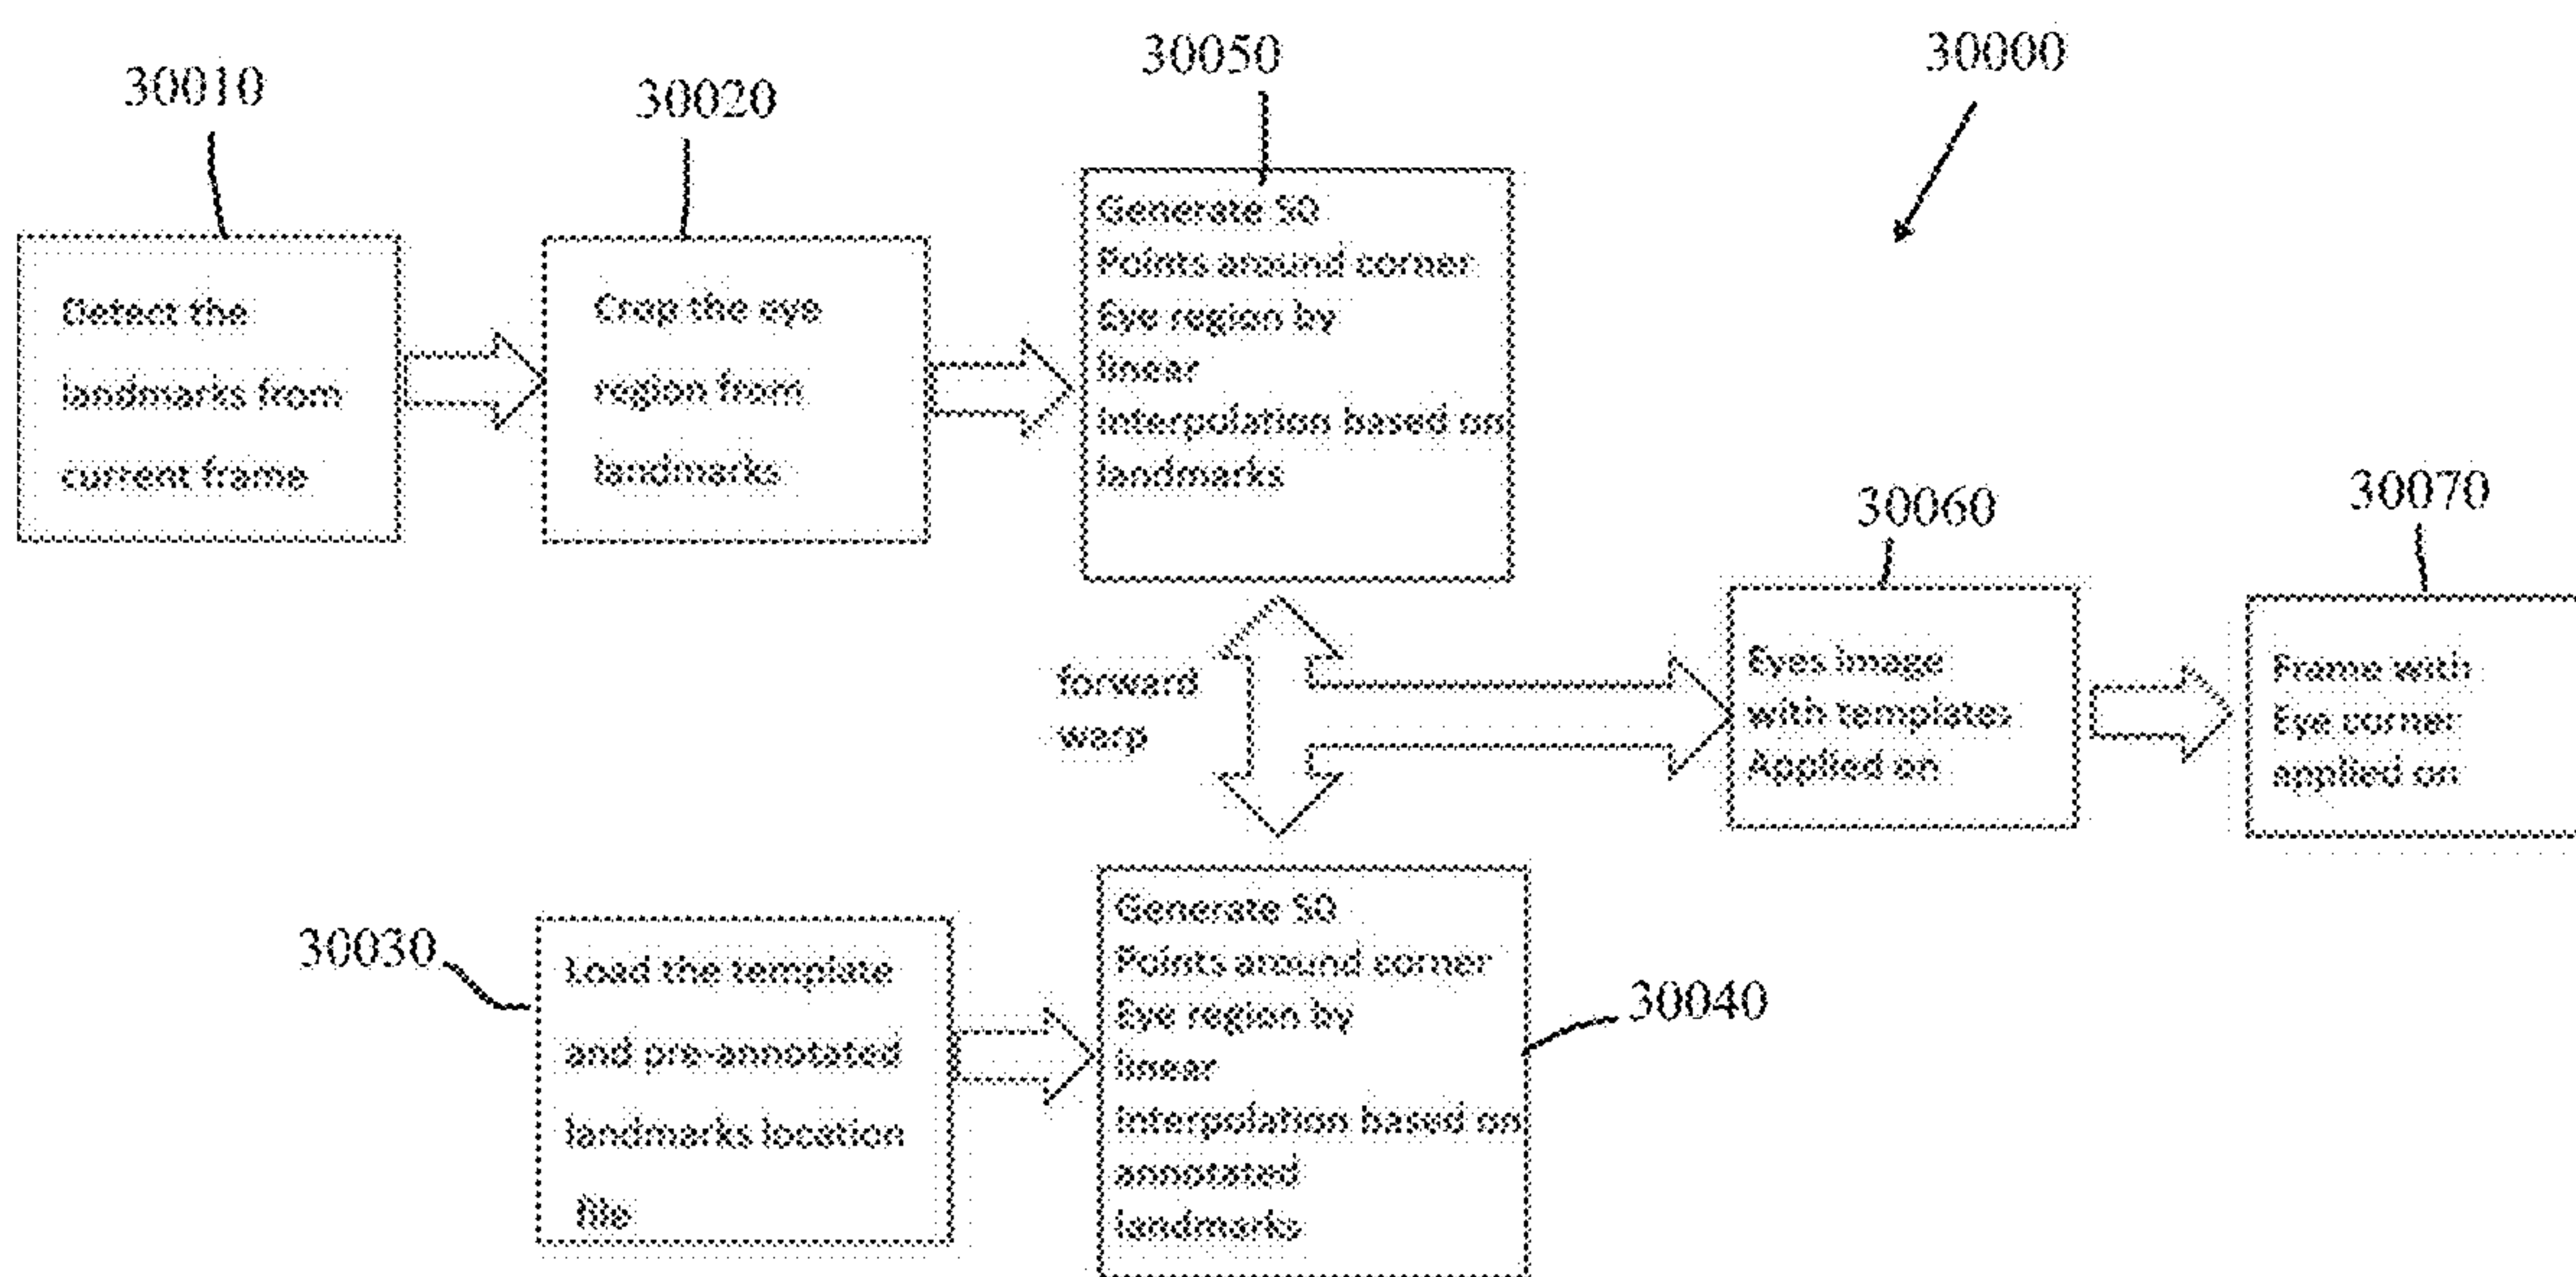 30010
30020
30050
30000
Detect the
landmarks from
current frame
Crop the eye
region from
landmarks
Generate 50
Points around corner
Eye region by
linear
interpolation based on
landmarks
forward
warp
30060
Eyes image
with templates
Applied on
30070
Frame with
Eye corner
applied on
30030
Load the template
and pre-annotated
landmarks location
file
30040
Generate 50
Points around corner
Eye region by
linear
interpolation based on
annotated
landmarks